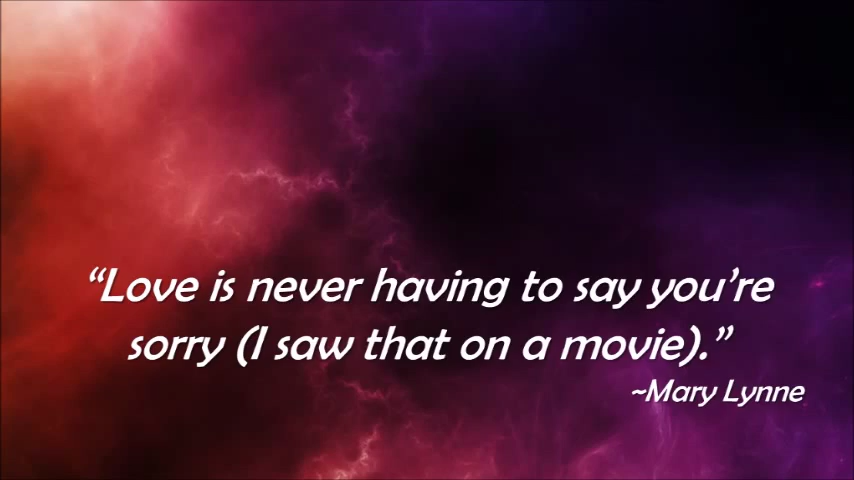 “Love is never having to say you’re
sorry (I saw that on a movie).”
~Mary Lynne